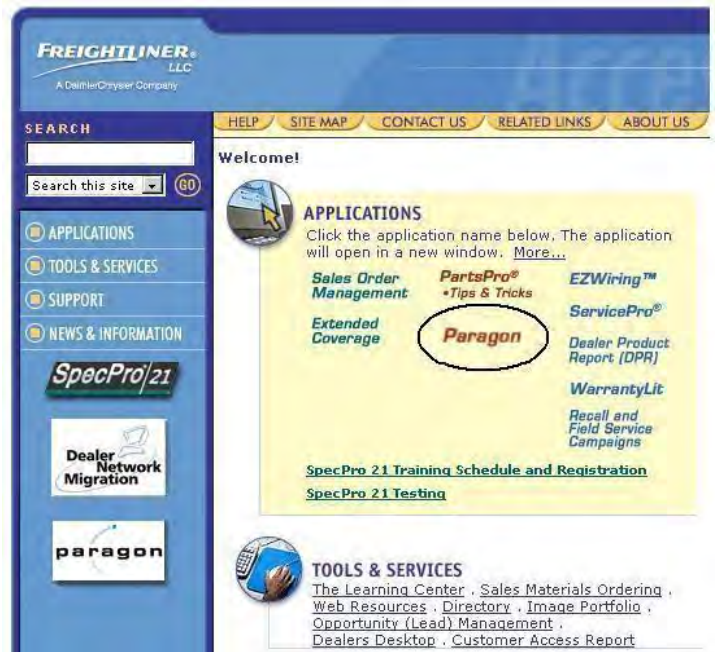 FREIGHTLINER®
LLC
A DaimlerChrysler Company
HELP
SITE MAP
CONTACT US
RELATED LINKS
ABOUT US
SEARCH
Search this site
GO
APPLICATIONS
TOOLS & SERVICES
SUPPORT
NEWS & INFORMATION
SpecPro 21
Dealer
Network
Migration
paragon
Welcome!
APPLICATIONS
Click the application name below. The application
will open in a new window. More...
Sales Order
Management
Extended
Coverage
PartsPro®
•Tips & Tricks
Paragon
EZWiring™
ServicePro®
Dealer Product
Report (DPR)
WarrantyLit
Recall and
Field Service
Campaigns
SpecPro 21 Training Schedule and Registration
SpecPro 21 Testing
TOOLS & SERVICES
The Learning Center . Sales Materials Ordering .
Web Resources . Directory . Image Portfolio .
Opportunity (Lead) Management .
Dealers Desktop . Customer Access Report